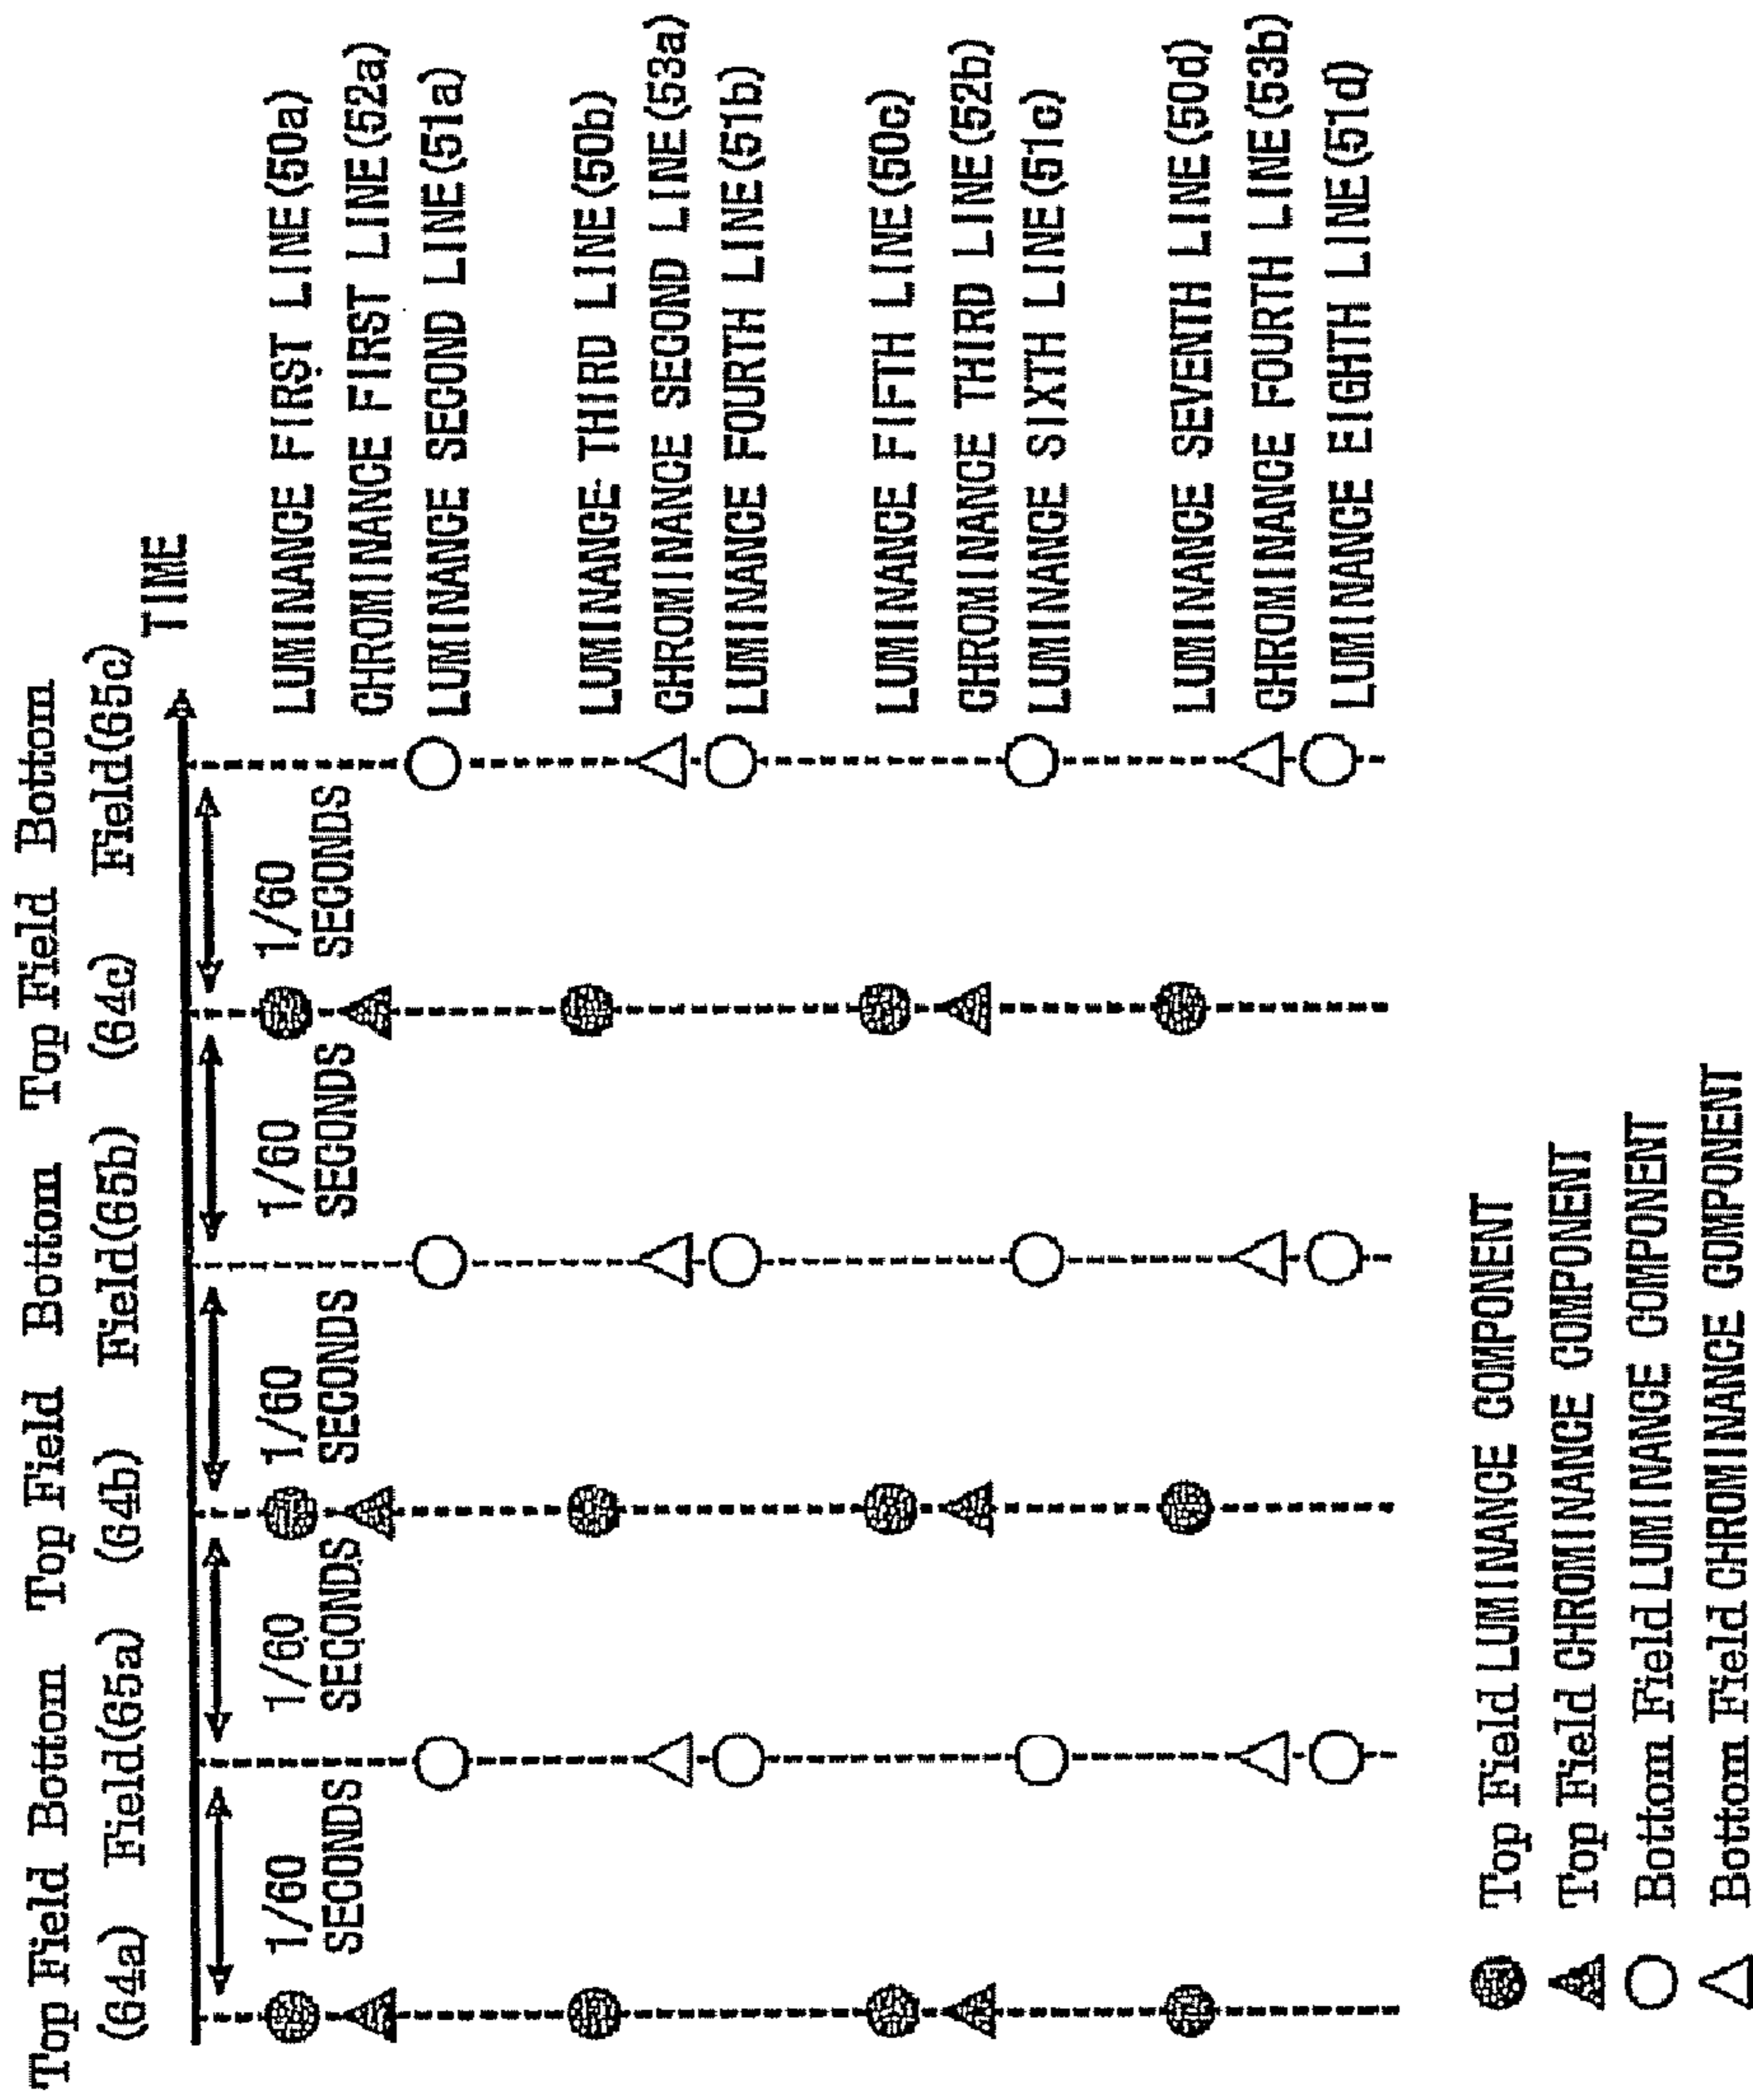 Top Field Bottom Top Field Bottom Top Field Bottom
(64a) Field(65a) (64b) Field(65b) (64c) Field(65c)
TIME
1/60 SECONDS
1/60 SECONDS
1/60 SECONDS
1/60 SECONDS
1/60 SECONDS
LUMINANCE FIRST LINE(50a)
CHROMINANCE FIRST LINE(52a)
LUMINANCE SECOND LINE(51a)
LUMINANCE THIRD LINE(50b)
CHROMINANCE SECOND LINE(53a)
LUMINANCE FOURTH LINE(51b)
LUMINANCE FIFTH LINE(50c)
CHROMINANCE THIRD LINE(52b)
LUMINANCE SIXTH LINE(51c)
LUMINANCE SEVENTH LINE(50d)
CHROMINANCE FOURTH LINE(53b)
LUMINANCE EIGHTH LINE(51d)
Top Field LUMINANCE COMPONENT
Top Field CHROMINANCE COMPONENT
Bottom Field LUMINANCE COMPONENT
Bottom Field CHROMINANCE COMPONENT